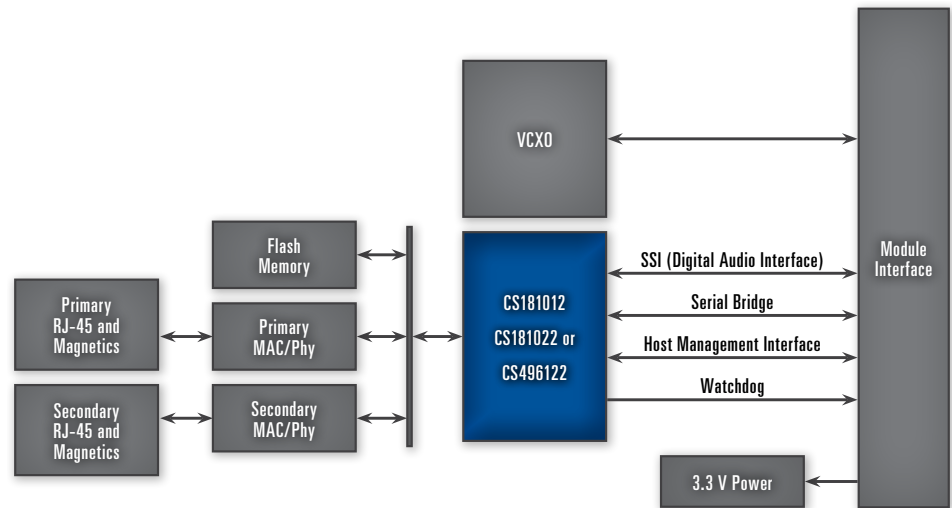 VCXO
Flash
Memory
Primary
RJ-45 and
Magnetics
Primary
MAC/Phy
Secondary
RJ-45 and
Magnetics
Secondary
MAC/Phy
CS181012
CS181022 or
CS496122
SSI (Digital Audio Interface)
Serial Bridge
Host Management Interface
Watchdog
3.3 V Power
Module
Interface